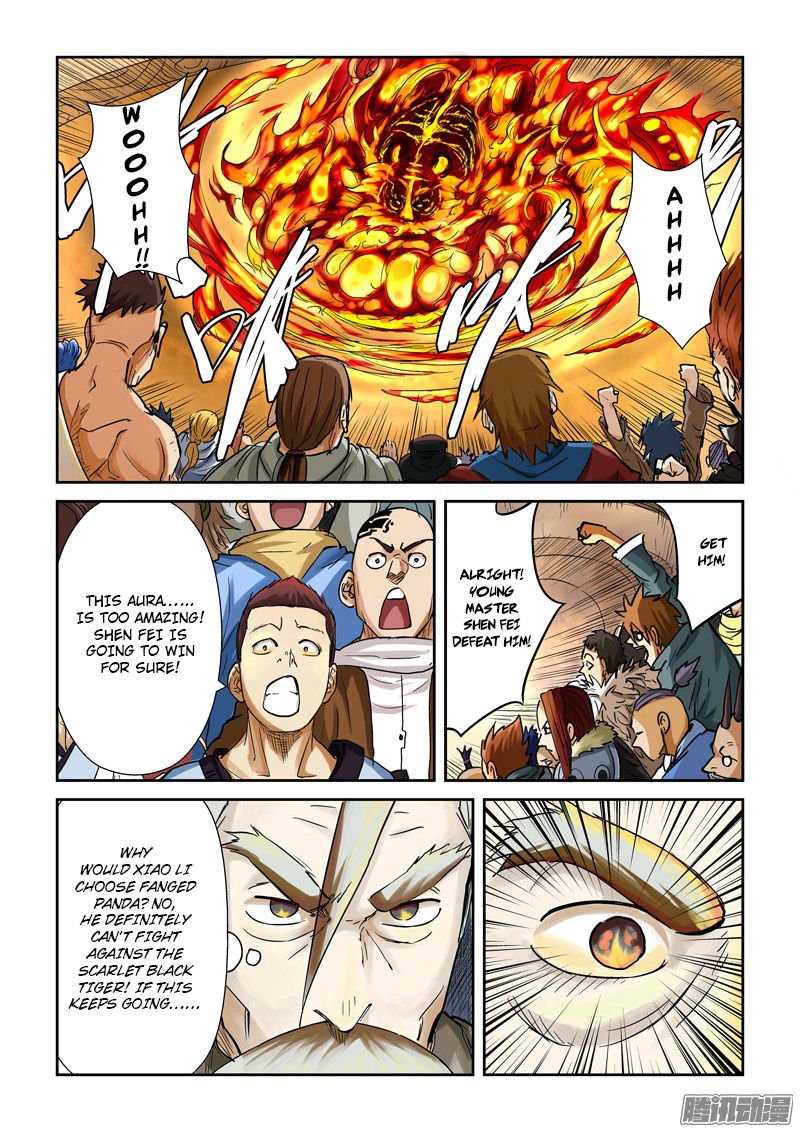 WOOOHH!!
AHHHH
THIS AURA......
IS TOO AMAZING!
SHEN FEI IS
GOING TO WIN
FOR SURE!
GET
HIM!
ALRIGHT!
YOUNG
MASTER
SHEN FEI
DEFEAT HIM!
WHY
WOULD XIAO LI
CHOOSE FANGED
PANDA? NO,
HE DEFINITELY
CAN'T FIGHT
AGAINST THE
SCARLET BLACK
TIGER! IF THIS
KEEPS GOING......
腾讯动漫